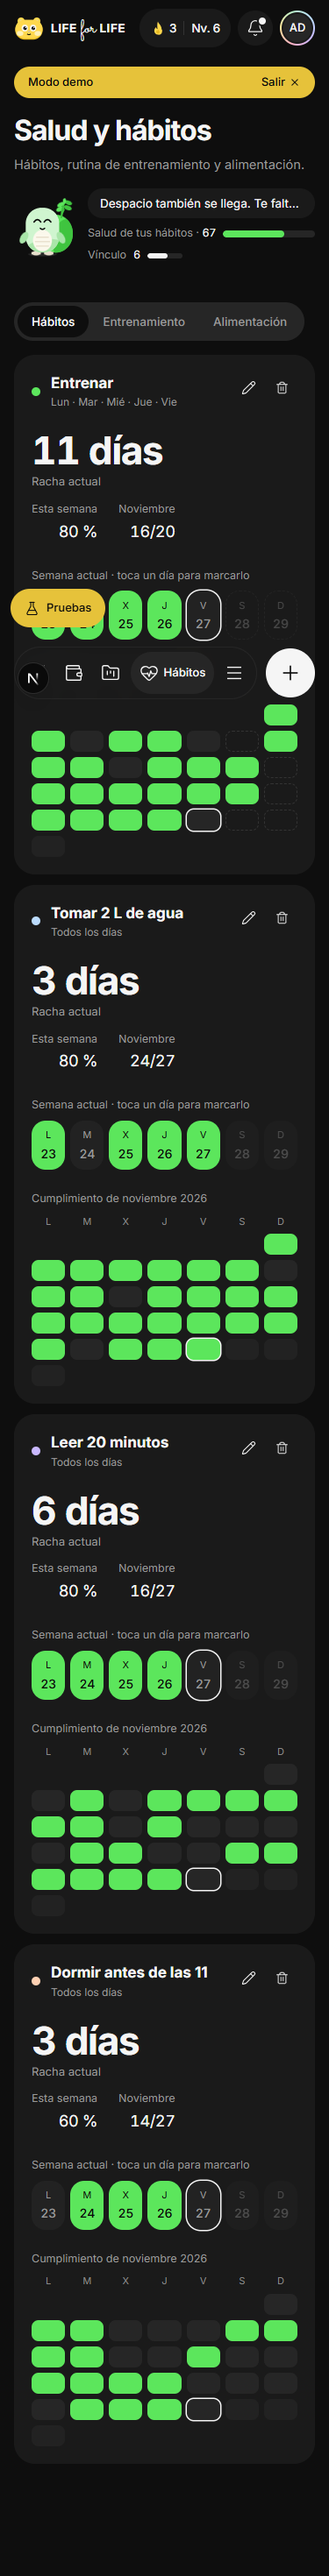 LIFE for LIFE
3
Nv. 6
AD
Modo demo
Salir ×
Salud y hábitos
Hábitos, rutina de entrenamiento y alimentación.
Despacio también se llega. Te falt...
Salud de tus hábitos · 67
Vínculo 6
Hábitos
Entrenamiento
Alimentación
Entrenar
Lun · Mar · Mié · Jue · Vie
11 días
Racha actual
Esta semana Noviembre
80 % 16/20
Semana actual · toca un día para marcarlo
X J V S D
25 26 27 28 29
Pruebas
N
Hábitos
Tomar 2 L de agua
Todos los días
3 días
Racha actual
Esta semana Noviembre
80 % 24/27
Semana actual · toca un día para marcarlo
L M X J V S D
23 24 25 26 27 28 29
Cumplimiento de noviembre 2026
L M X J V S D
Leer 20 minutos
Todos los días
6 días
Racha actual
Esta semana Noviembre
80 % 16/27
Semana actual · toca un día para marcarlo
L M X J V S D
23 24 25 26 27 28 29
Cumplimiento de noviembre 2026
L M X J V S D
Dormir antes de las 11
Todos los días
3 días
Racha actual
Esta semana Noviembre
60 % 14/27
Semana actual · toca un día para marcarlo
L M X J V S D
23 24 25 26 27 28 29
Cumplimiento de noviembre 2026
L M X J V S D